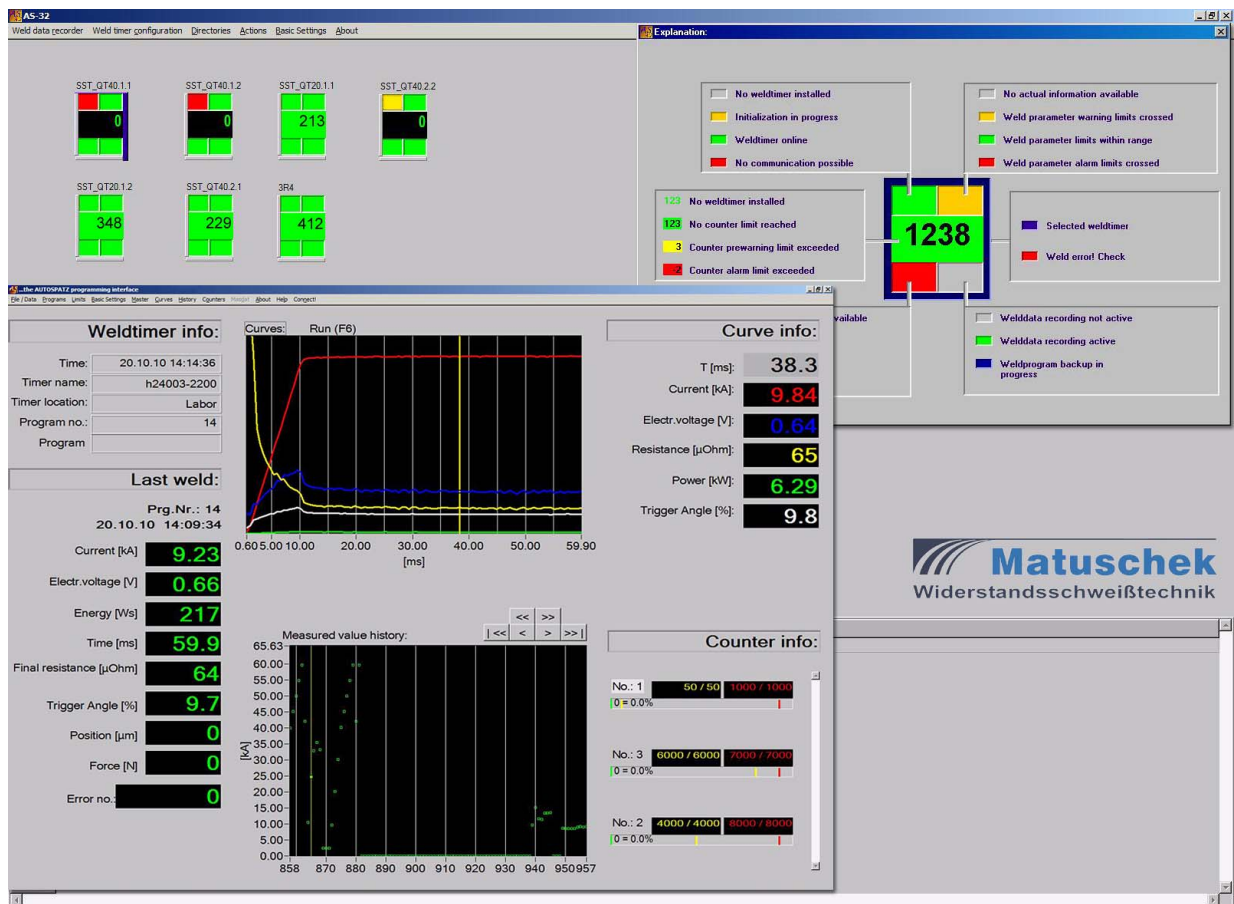 AS-32
Weld data recorder Weld timer configuration Directories Actions Basic Settings About
SST_QT40.1.1 SST_QT40.1.2 SST_QT20.1.1 SST_QT40.2.2
0 0 213 0
SST_QT20.1.2 SST_QT40.2.1 3R4
348 229 412
Explanation:
No weldtimer installed
Initialization in progress
Weldtimer online
No communication possible
No actual information available
Weld prarameter warning limits crossed
Veld prameter limits within range
Weld parameter alarm limits crossed
123 No weldtimer installed
123 No counter limit reached
3 Counter prewarning limit exceeded
-2 Counter alarm limit exceeded
1238
Selected weldtimer
Weld error! Check
vailable
Welddata recording not active
Welddata recording active
Weldprogram backup in
progress
...the AUTOSPATZ programming interface
File / Data Programs Limits Basic Settings Master Curves History Counters About Help Connect!
Weldtimer info:
Time: 20.10.10 14:14:36
Timer name: h24003-2200
Timer location: Labor
Program no.: 14
Program
Last weld:
Prg.Nr.: 14
20.10.10 14:09:34
Current [kA] 9.23
Electr.voltage [V] 0.66
Energy [Ws] 217
Time [ms] 59.9
Final resistance [µOhm] 64
Trigger Angle [%] 9.7
Position [µm] 0
Force [N] 0
Error no.: 0
Curves: Run (F6)
0.60 5.00 10.00 20.00 30.00 40.00 50.00 59.90
[ms]
Curve info:
T [ms]: 38.3
Current [kA]: 9.84
Electr.voltage [V]: 0.64
Resistance [µOhm]: 65
Power [kW]: 6.29
Trigger Angle [%]: 9.8
Matuschek
Widerstandsschweißtechnik
<< >>
|<< < > >>|
Measured value history:
65.63
60.00
55.00
50.00
45.00
40.00
35.00
30.00
25.00
20.00
15.00
10.00
5.00
0.00
[kA]
858 870 880 890 900 910 920 930 940 950 957
Counter info:
No.: 1 50 / 50 1000 / 1000
0 = 0.0%
No.: 3 6000 / 6000 7000 / 7000
0 = 0.0%
No.: 2 4000 / 4000 8000 / 8000
0 = 0.0%